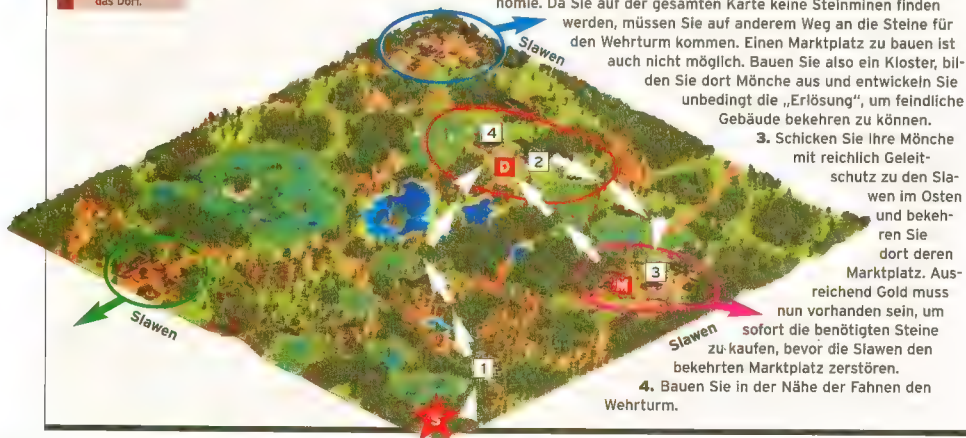 das Dorf.
nomie. Da Sie auf der gesamten Karte keine Steinminen finden
werden, müssen Sie auf anderem Weg an die Steine für
den Wehrturm kommen. Einen Marktplatz zu bauen ist
auch nicht möglich. Bauen Sie also ein Kloster, bil-
den Sie dort Mönche aus und entwickeln Sie
unbedingt die „Erlösung“, um feindliche
Gebäude bekehren zu können.
3. Schicken Sie Ihre Mönche
mit reichlich Geleit-
schutz zu den Sla-
wen im Osten
und bekeh-
ren Sie
dort deren
Marktplatz. Aus-
reichend Gold muss
nun vorhanden sein, um
sofort die benötigten Steine
zu kaufen, bevor die Slawen den
bekehrten Marktplatz zerstören.
4. Bauen Sie in der Nähe der Fahnen den
Wehrturm.
Slawen
4
D
2
3
M
Slawen
Slawen
1
S